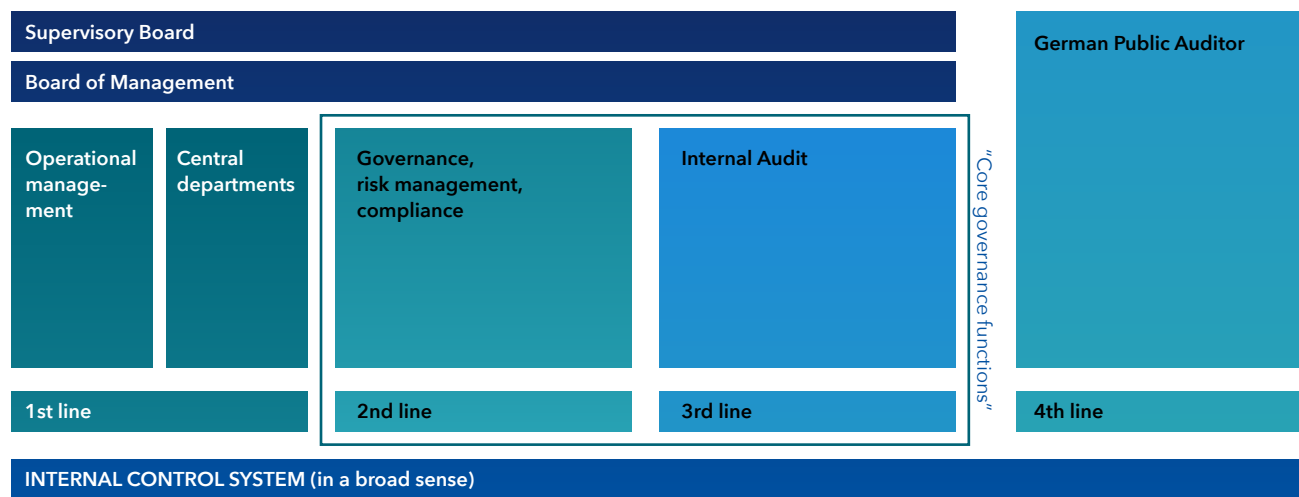 Supervisory Board
German Public Auditor
Board of Management
Operational
manage-
ment
Central
departments
Governance,
risk management,
compliance
Internal Audit
"Core governance functions"
1st line
2nd line
3rd line
4th line
INTERNAL CONTROL SYSTEM (in a broad sense)